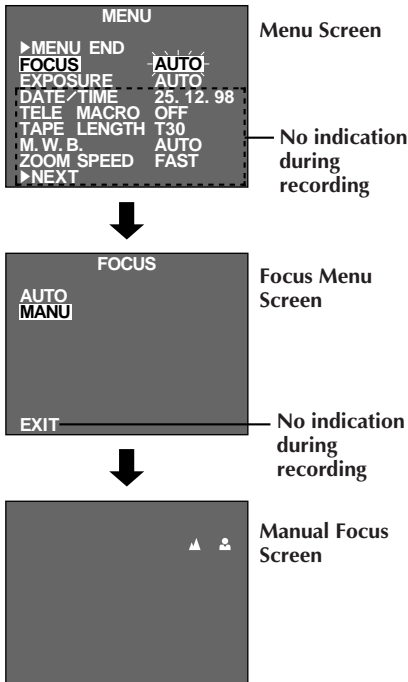 MENU
Menu Screen
▶MENU END
FOCUS AUTO
EXPOSURE AUTO
DATE/TIME 25. 12. 98
TELE MACRO OFF
TAPE LENGTH T30
M. W. B. AUTO
ZOOM SPEED FAST
▶NEXT
No indication
during
recording
FOCUS
Focus Menu
Screen
AUTO
MANU
EXIT
No indication
during
recording
Manual Focus
Screen